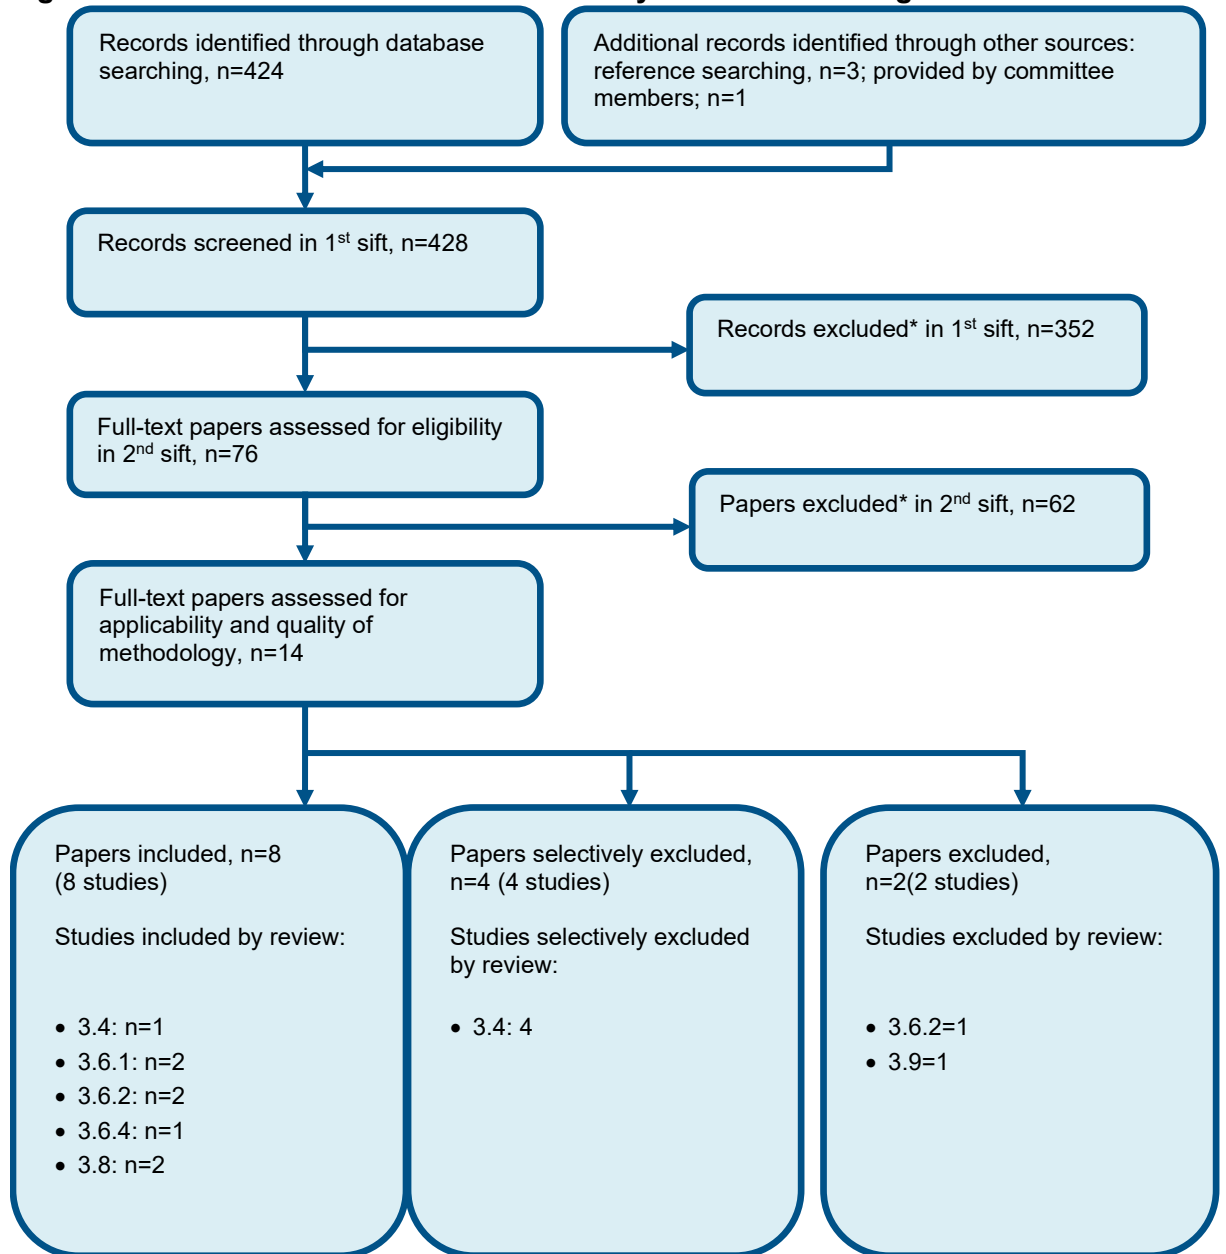 Records identified through database
searching, n=424
Additional records identified through other sources:
reference searching, n=3; provided by committee
members; n=1
Records screened in 1st sift, n=428
Records excluded* in 1st sift, n=352
Full-text papers assessed for eligibility
in 2nd sift, n=76
Papers excluded* in 2nd sift, n=62
Full-text papers assessed for
applicability and quality of
methodology, n=14
Papers included, n=8
(8 studies)
Studies included by review:
• 3.4: n=1
• 3.6.1: n=2
• 3.6.2: n=2
• 3.6.4: n=1
• 3.8: n=2
Papers selectively excluded,
n=4 (4 studies)
Studies selectively excluded
by review:
• 3.4: 4
Papers excluded,
n=2(2 studies)
Studies excluded by review:
• 3.6.2=1
• 3.9=1